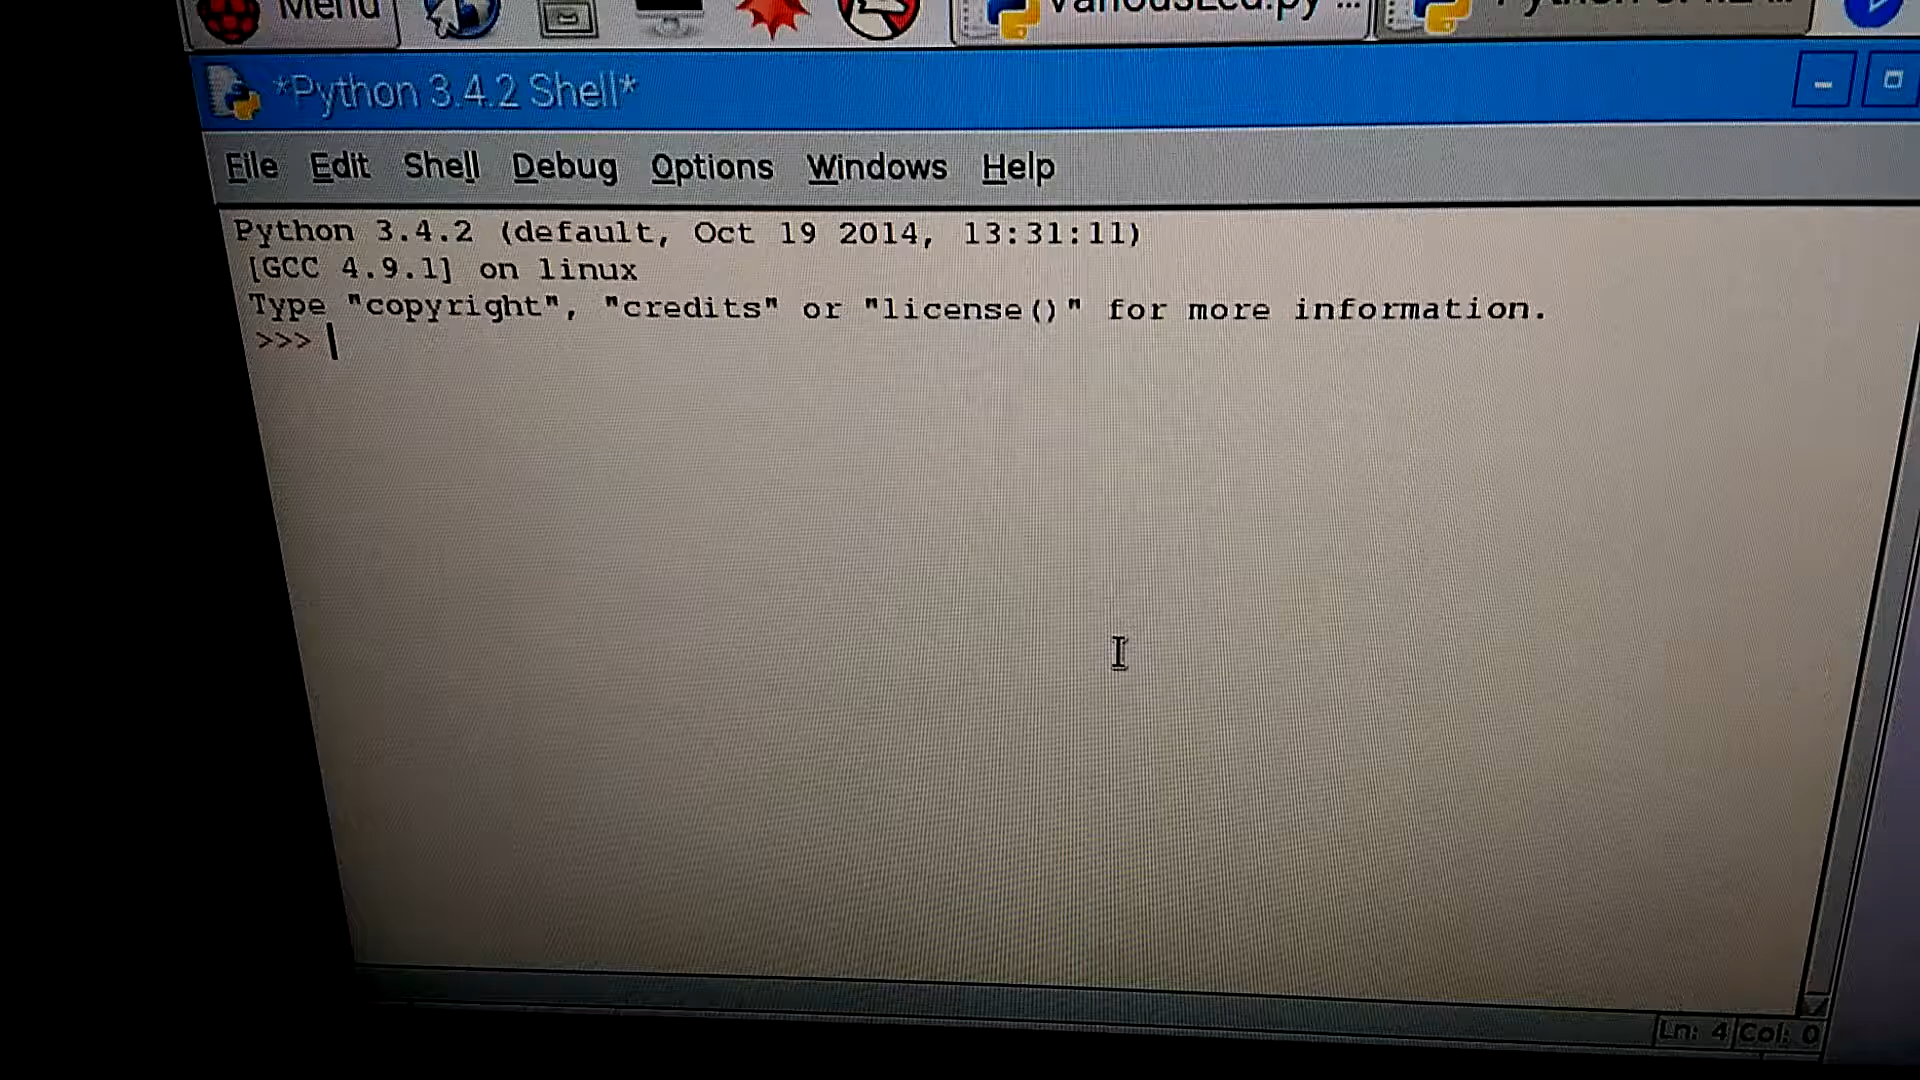 Menu
VariousLed.py ...
*Python 3.4.2 Shell*
File Edit Shell Debug Options Windows Help
Python 3.4.2 (default, Oct 19 2014, 13:31:11)
[GCC 4.9.1] on linux
Type "copyright", "credits" or "license()" for more information.
>>>
Ln: 4 Col: 0